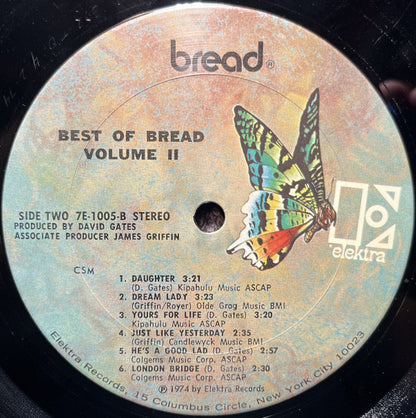 bread®
BEST OF BREAD
VOLUME II
SIDE TWO 7E-1005-B STEREO
PRODUCED BY DAVID GATES
ASSOCIATE PRODUCER JAMES GRIFFIN
elektra
CSM
1. DAUGHTER 3:21
(D. Gates) Kipahulu Music ASCAP
2. DREAM LADY 3:23
(Griffin/Royer) Olde Grog Music BMI
3. YOURS FOR LIFE (D. Gates) 3:20
Kipahulu Music ASCAP
4. JUST LIKE YESTERDAY 2:35
(Griffin) Candlewyck Music BMI
5. HE'S A GOOD LAD (D. Gates) 2:57
Colgems Music Corp. ASCAP
6. LONDON BRIDGE (D. Gates) 2:30
Colgems Music Corp. ASCAP
℗ 1974 by Elektra Records
Elektra Records, 15 Columbus Circle, New York City 10023